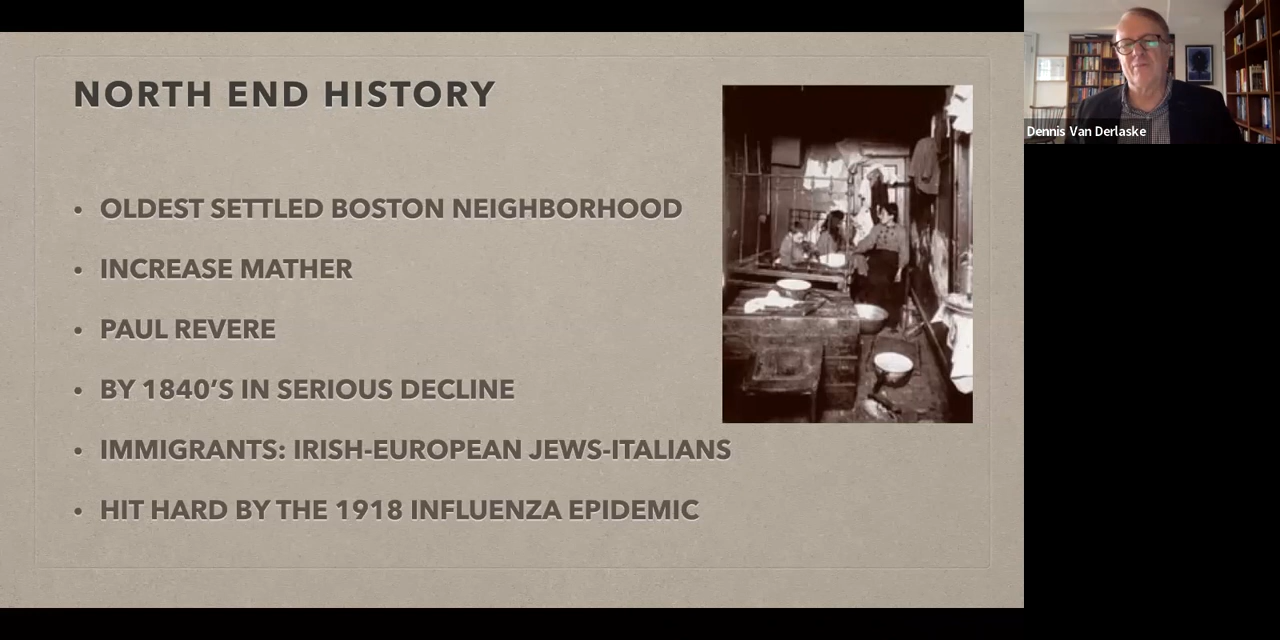 NORTH END HISTORY
• OLDEST SETTLED BOSTON NEIGHBORHOOD
• INCREASE MATHER
• PAUL REVERE
• BY 1840’S IN SERIOUS DECLINE
• IMMIGRANTS: IRISH-EUROPEAN JEWS-ITALIANS
• HIT HARD BY THE 1918 INFLUENZA EPIDEMIC
Dennis Van Derlaske